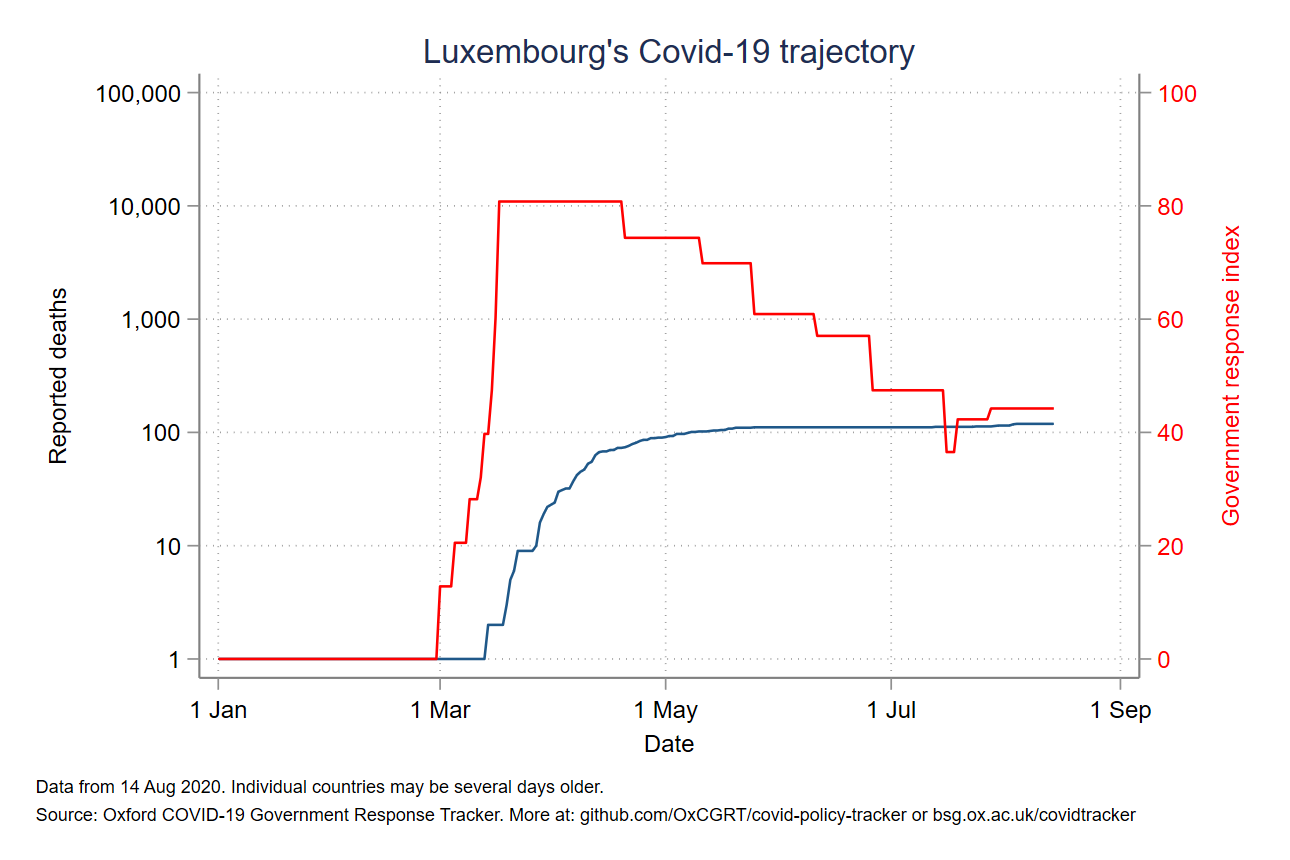 Luxembourg's Covid-19 trajectory
100,000
10,000
1,000
100
10
1
Reported deaths
100
80
60
40
20
0
Government response index
1 Jan 1 Mar 1 May 1 Jul 1 Sep
Date
Data from 14 Aug 2020. Individual countries may be several days older.
Source: Oxford COVID-19 Government Response Tracker. More at: github.com/OxCGRT/covid-policy-tracker or bsg.ox.ac.uk/covidtracker